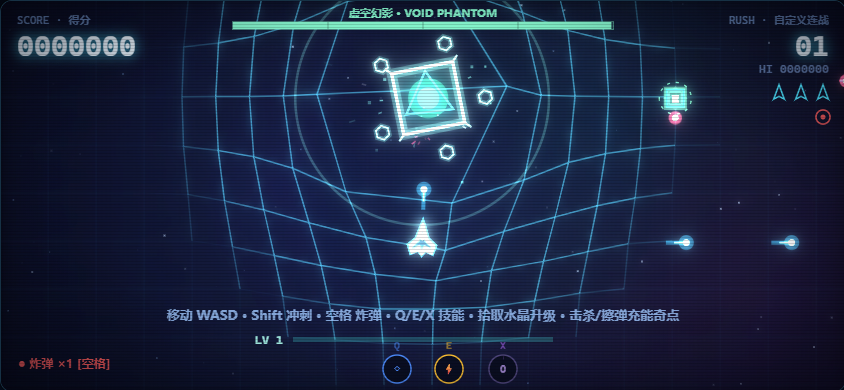 虚空幻影 • VOID PHANTOM
SCORE · 得分
0000000
RUSH · 自定义连战
01
HI 0000000
移动 WASD • Shift 冲刺 • 空格 炸弹 • Q/E/X 技能 • 拾取水晶升级 • 击杀/擦弹充能奇点
LV 1
Q E X
0
• 炸弹 ×1 [空格]